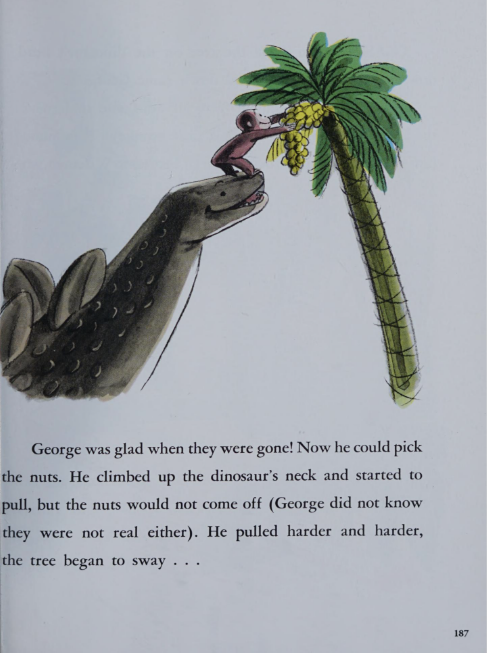 George was glad when they were gone! Now he could pick
the nuts. He climbed up the dinosaur's neck and started to
pull, but the nuts would not come off (George did not know
they were not real either). He pulled harder and harder,
the tree began to sway . . .
187